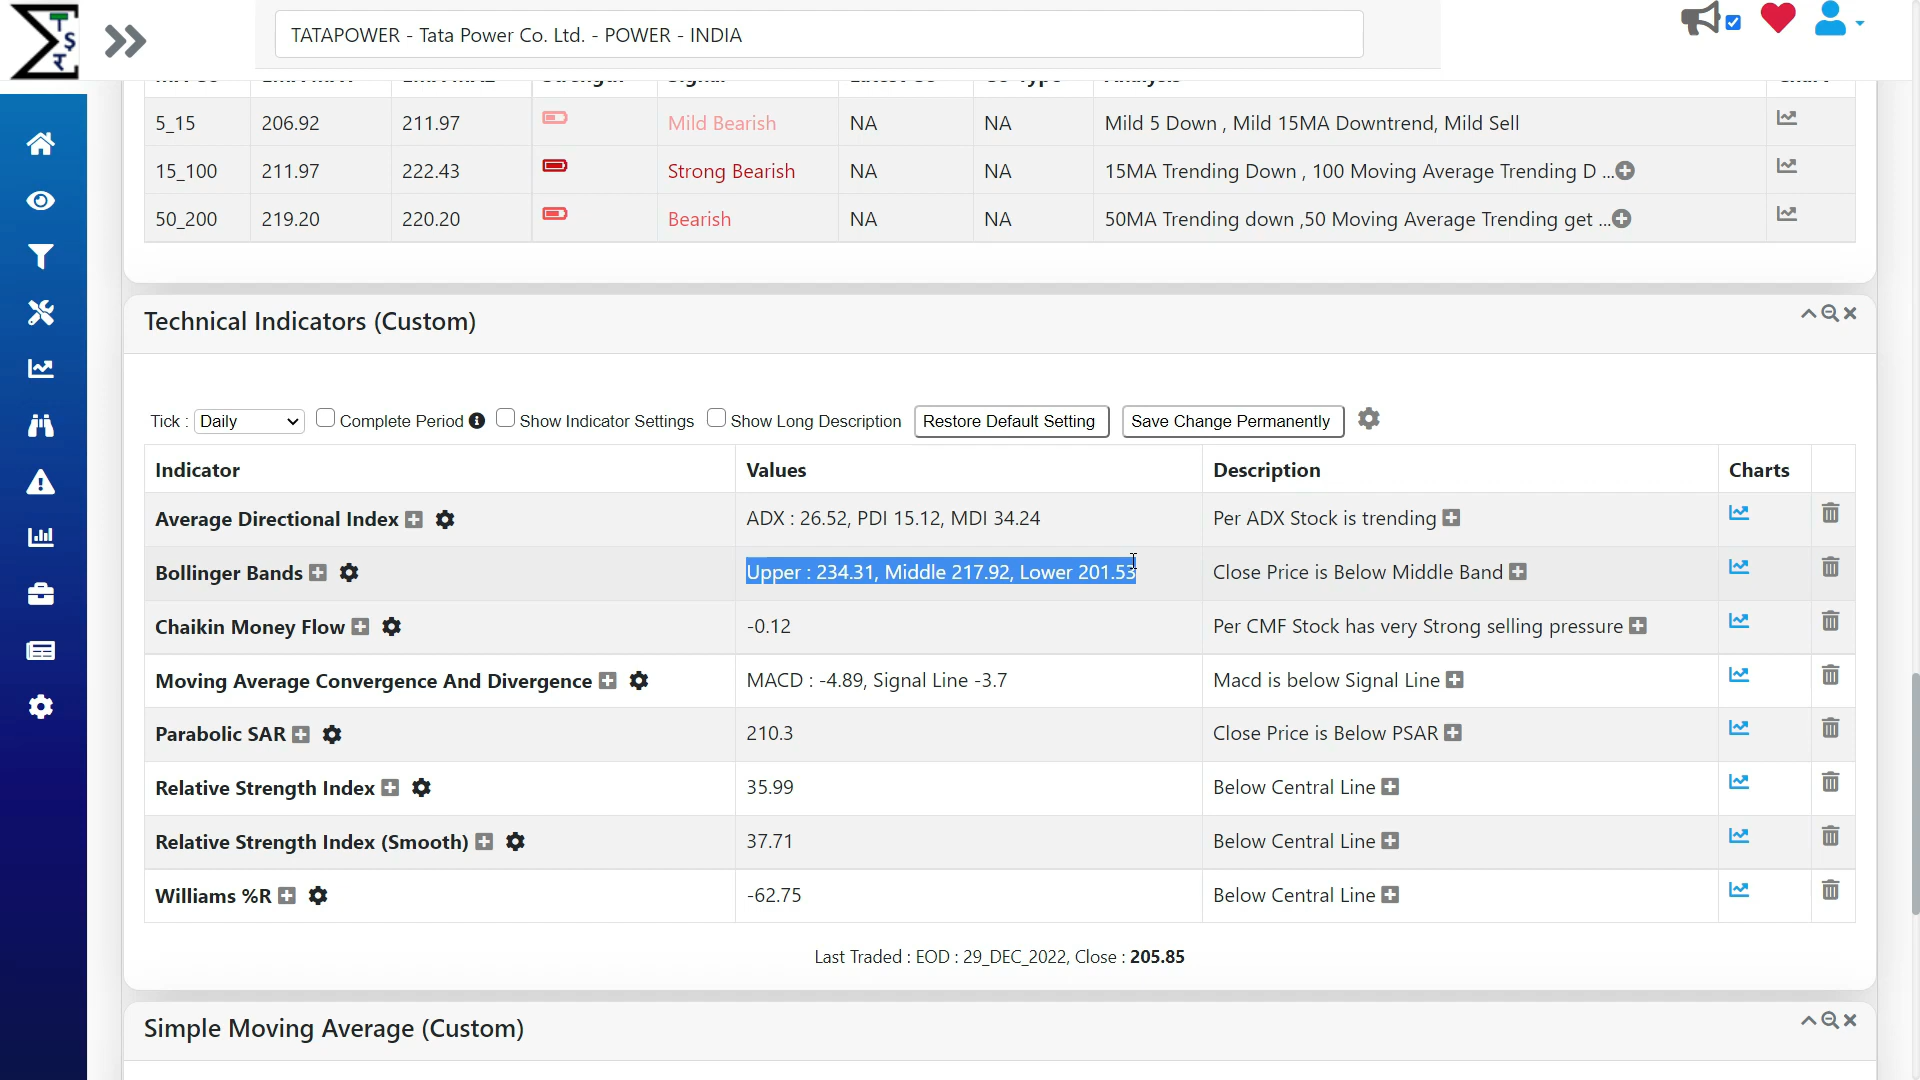 TATAPOWER - Tata Power Co. Ltd. - POWER - INDIA
5_15 206.92 211.97 Mild Bearish NA NA Mild 5 Down , Mild 15MA Downtrend, Mild Sell
15_100 211.97 222.43 Strong Bearish NA NA 15MA Trending Down , 100 Moving Average Trending D ...
50_200 219.20 220.20 Bearish NA NA 50MA Trending down ,50 Moving Average Trending get ...
Technical Indicators (Custom)
Tick : Daily Complete Period Show Indicator Settings Show Long Description Restore Default Setting Save Change Permanently
Indicator Values Description Charts
Average Directional Index ADX : 26.52, PDI 15.12, MDI 34.24 Per ADX Stock is trending
Bollinger Bands Upper : 234.31, Middle 217.92, Lower 201.53 Close Price is Below Middle Band
Chaikin Money Flow -0.12 Per CMF Stock has very Strong selling pressure
Moving Average Convergence And Divergence MACD : -4.89, Signal Line -3.7 Macd is below Signal Line
Parabolic SAR 210.3 Close Price is Below PSAR
Relative Strength Index 35.99 Below Central Line
Relative Strength Index (Smooth) 37.71 Below Central Line
Williams %R -62.75 Below Central Line
Last Traded : EOD : 29_DEC_2022, Close : 205.85
Simple Moving Average (Custom)